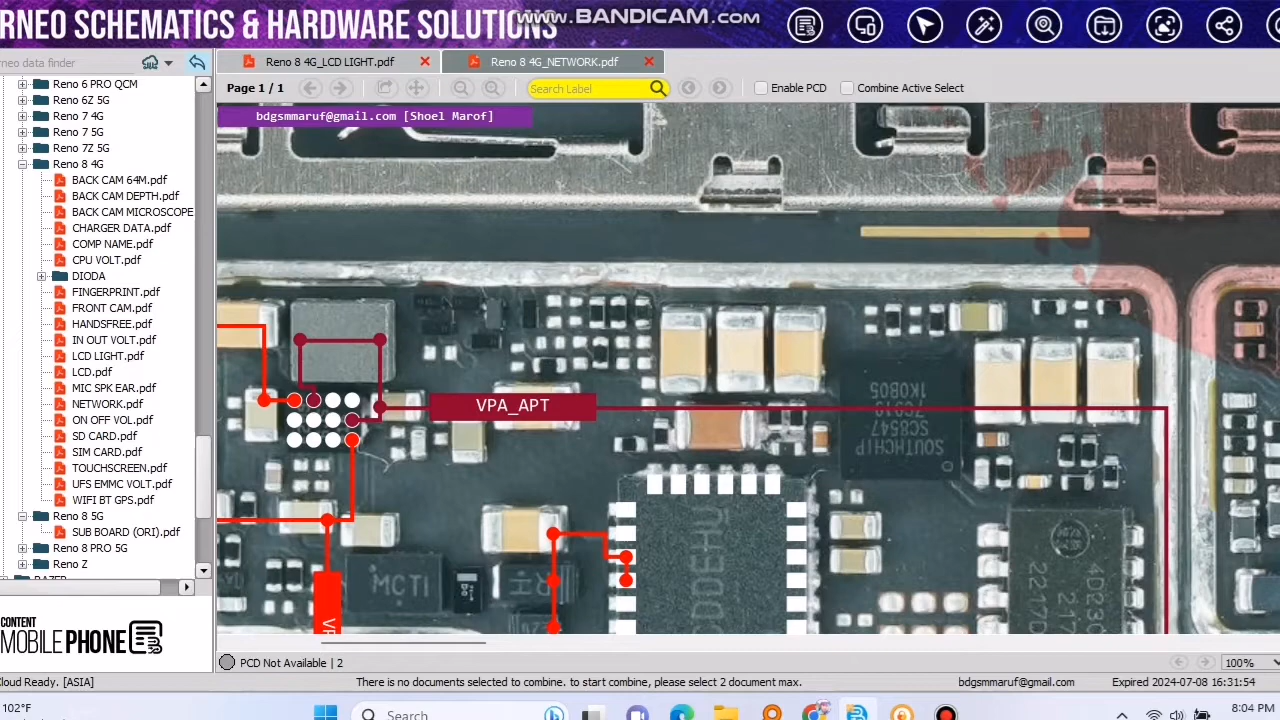 RNEO SCHEMATICS & HARDWARE SOLUTIONS
www.BANDICAM.com
rneo data finder
Reno 8 4G_LCD LIGHT.pdf
Reno 8 4G_NETWORK.pdf
Page 1 / 1
Search Label
Enable PCD
Combine Active Select
bdgsmmaruf@gmail.com [Shoel Marof]
Reno 6 PRO QCM
Reno 6Z 5G
Reno 7 4G
Reno 7 5G
Reno 7Z 5G
Reno 8 4G
BACK CAM 64M.pdf
BACK CAM DEPTH.pdf
BACK CAM MICROSCOPE
CHARGER DATA.pdf
COMP NAME.pdf
CPU VOLT.pdf
DIODA
FINGERPRINT.pdf
FRONT CAM.pdf
HANDSFREE.pdf
IN OUT VOLT.pdf
LCD LIGHT.pdf
LCD.pdf
MIC SPK EAR.pdf
NETWORK.pdf
ON OFF VOL.pdf
SD CARD.pdf
SIM CARD.pdf
TOUCHSCREEN.pdf
UFS EMMC VOLT.pdf
WIFI BT GPS.pdf
Reno 8 5G
SUB BOARD (ORI).pdf
Reno 8 PRO 5G
Reno Z
VPA_APT
SOUTHCHIP
SC8547
1K0B05
MCTI
CONTENT
MOBILEPHONE
PCD Not Available | 2
100%
Cloud Ready. [ASIA]
There is no documents selected to combine. to start combine, please select 2 document max.
bdgsmmaruf@gmail.com
Expired 2024-07-08 16:31:54
102°F
Search
8:04 PM